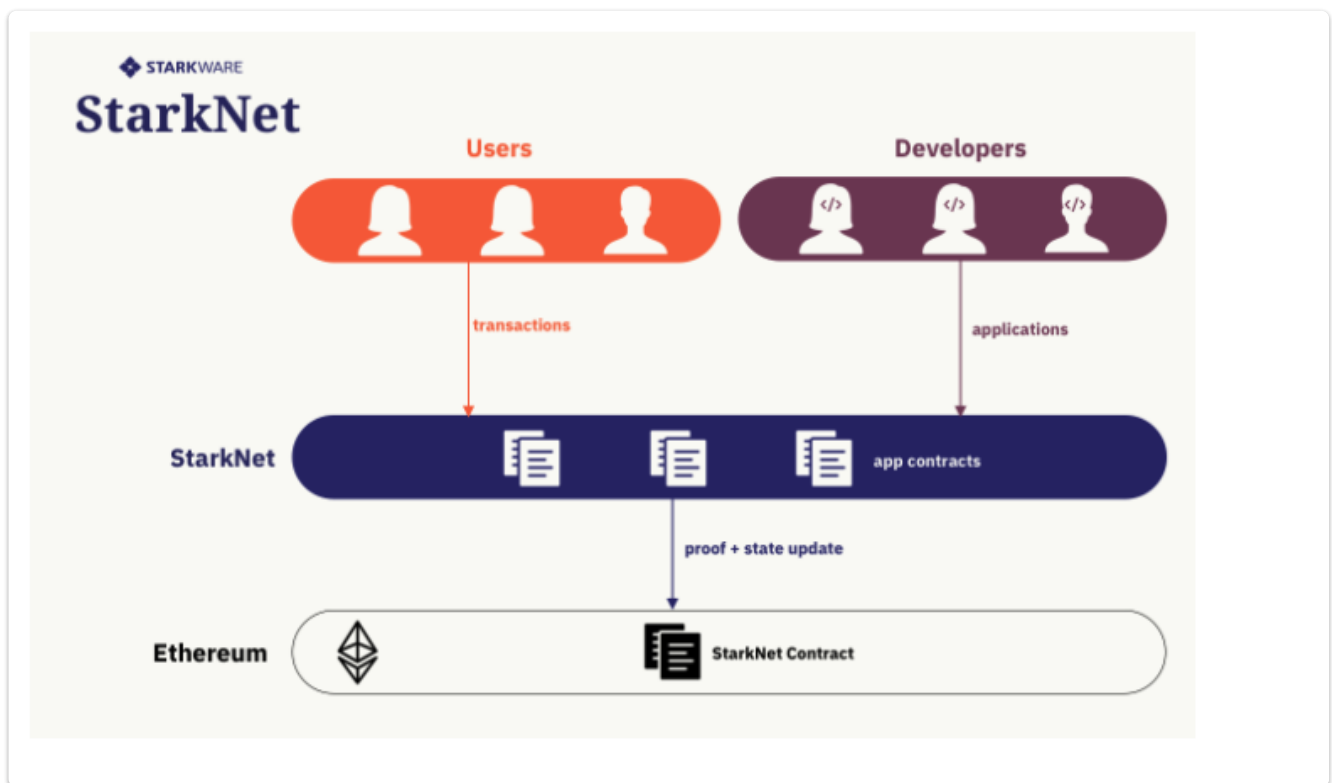 STARKWARE
StarkNet
Users
Developers
</>
</>
</>
transactions
applications
StarkNet
app contracts
proof + state update
Ethereum
StarkNet Contract